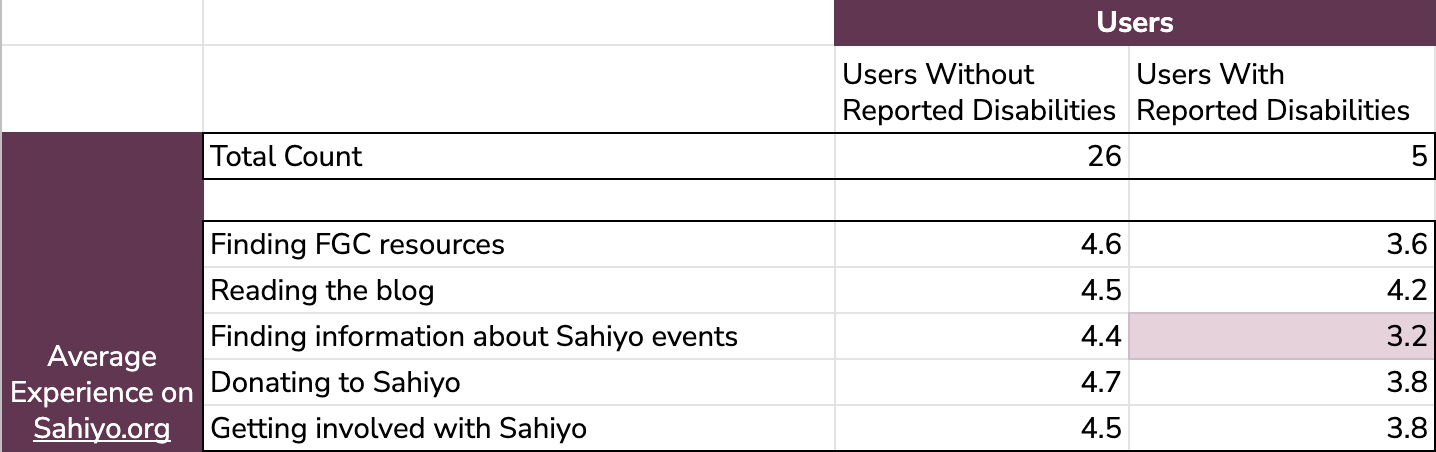 Users
Users Without Users With
Reported Disabilities Reported Disabilities
Total Count 26 5
Finding FGC resources 4.6 3.6
Reading the blog 4.5 4.2
Finding information about Sahiyo events 4.4 3.2
Donating to Sahiyo 4.7 3.8
Getting involved with Sahiyo 4.5 3.8
Average
Experience on
Sahiyo.org